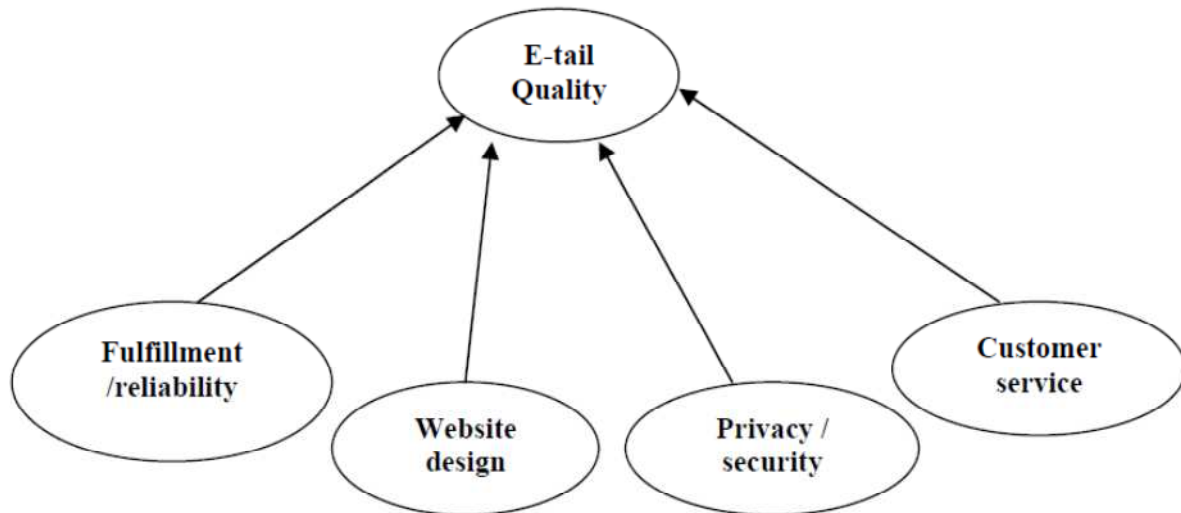 E-tail
Quality
Fulfillment
/reliability
Website
design
Privacy /
security
Customer
service